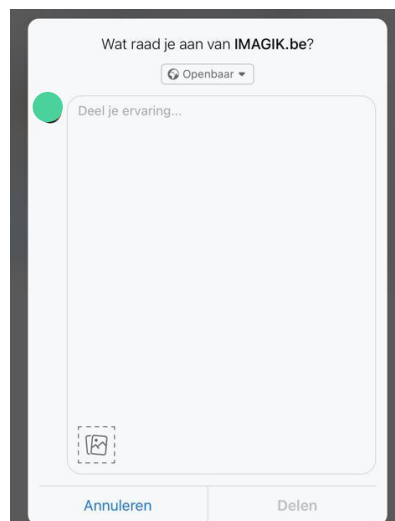 Wat raad je aan van IMAGIK.be?
Openbaar
Deel je ervaring...
Annuleren
Delen